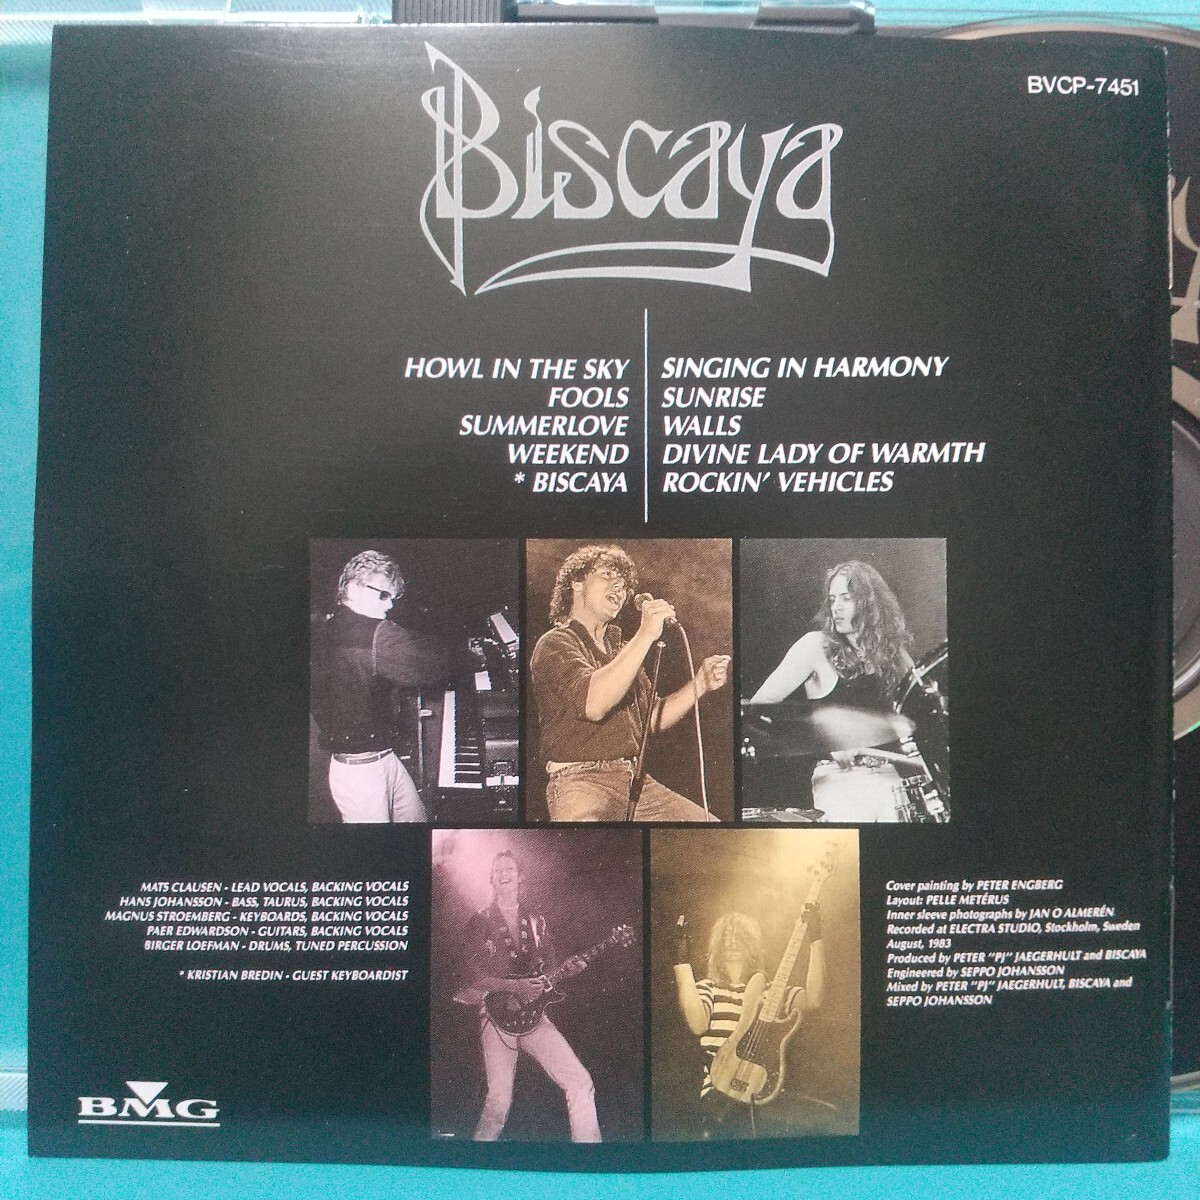 Biscaya
BVCP-7451
HOWL IN THE SKY
FOOLS
SUMMERLOVE
WEEKEND
* BISCAYA
SINGING IN HARMONY
SUNRISE
WALLS
DIVINE LADY OF WARMTH
ROCKIN' VEHICLES
MATS CLAUSEN - LEAD VOCALS, BACKING VOCALS
HANS JOHANSSON - BASS, TAURUS, BACKING VOCALS
MAGNUS STROEMBERG - KEYBOARDS, BACKING VOCALS
PAER EDWARDSON - GUITARS, BACKING VOCALS
BIRGER LOEFMAN - DRUMS, TUNED PERCUSSION
* KRISTIAN BREDIN - GUEST KEYBOARDIST
Cover painting by PETER ENGBERG
Layout: PELLE METÉRUS
Inner sleeve photographs by JAN O ALMERÉN
Recorded at ELECTRA STUDIO, Stockholm, Sweden
August, 1983
Produced by PETER "PJ" JAEGERHULT and BISCAYA
Engineered by SEPPO JOHANSSON
Mixed by PETER "PJ" JAEGERHULT, BISCAYA and
SEPPO JOHANSSON
BMG